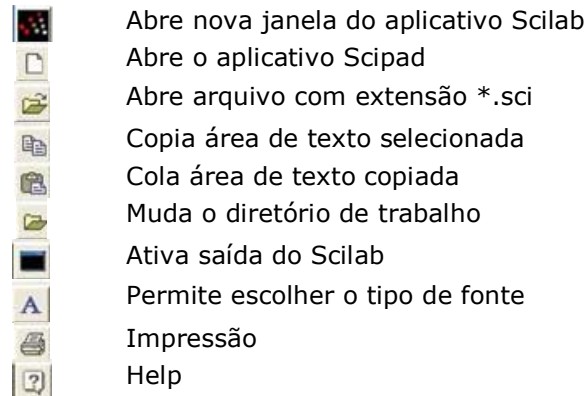 Abre nova janela do aplicativo Scilab
Abre o aplicativo Scipad
Abre arquivo com extensão *.sci
Copia área de texto selecionada
Cola área de texto copiada
Muda o diretório de trabalho
Ativa saída do Scilab
A Permite escolher o tipo de fonte
Impressão
? Help